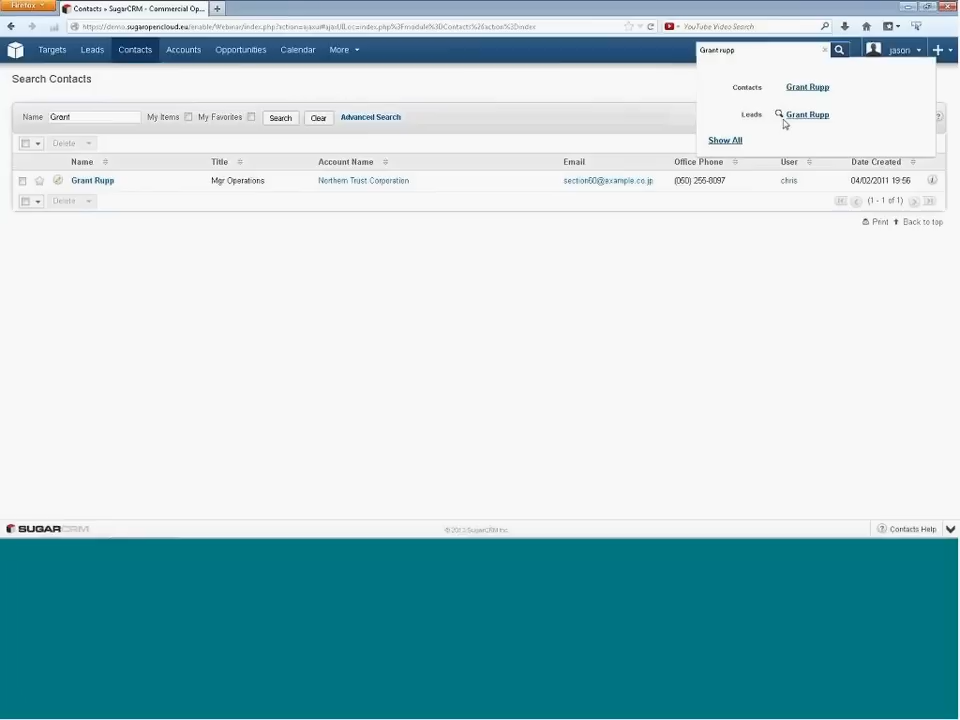 Firefox
Contacts » SugarCRM - Commercial Op...
https://demo.sugaropencloud.eu/enable/Webinar/index.php?action=ajaxui#ajaxUILoc=index.php%3Fmodule%3DContacts%26action%3Dindex
YouTube Video Search
Targets Leads Contacts Accounts Opportunities Calendar More
Grant rupp
jason
Search Contacts
Contacts Grant Rupp
Leads Grant Rupp
Show All
Name Grant My Items My Favorites Search Clear Advanced Search
Delete
Name Title Account Name Email Office Phone User Date Created
Grant Rupp Mgr Operations Northern Trust Corporation section60@example.co.jp (060) 255-8097 chris 04/02/2011 19:56
Delete (1 - 1 of 1)
Print Back to top
SUGARCRM
© 2013 SugarCRM Inc.
Contacts Help